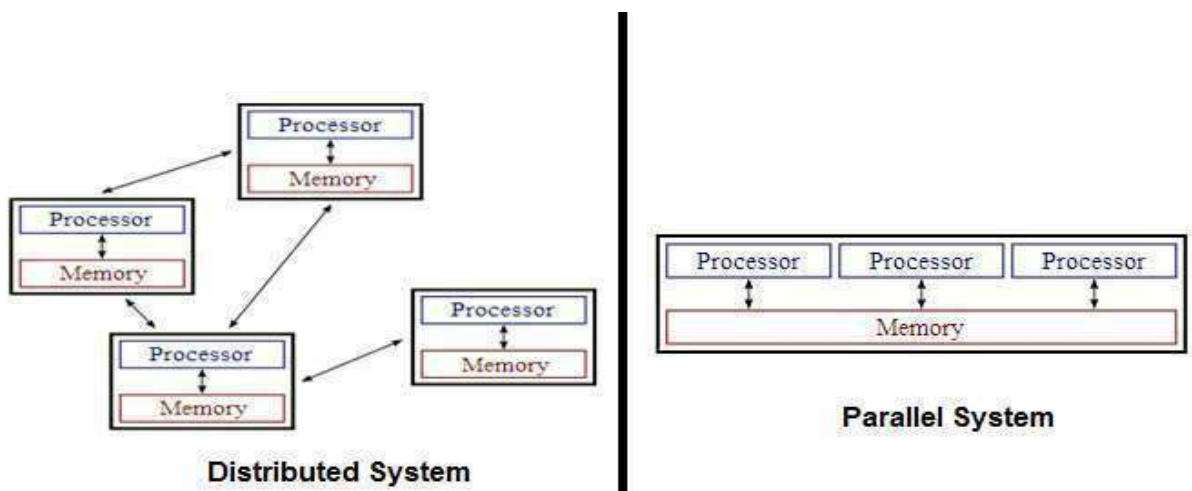 Processor
Memory
Processor
Memory
Processor
Memory
Processor
Memory
Distributed System
Processor Processor Processor
Memory
Parallel System